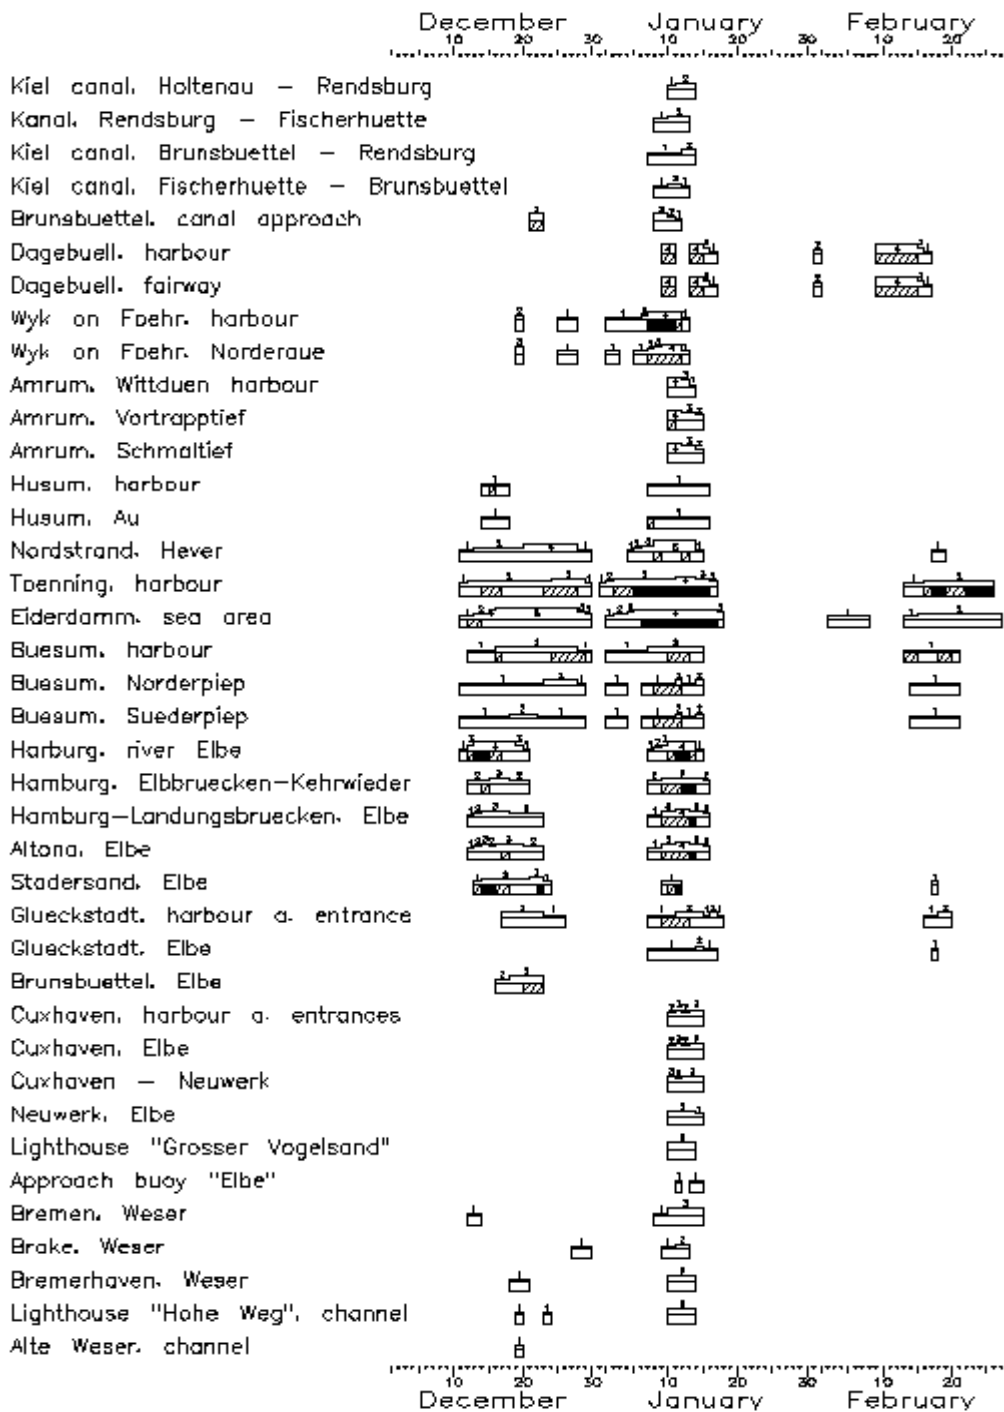 December January February
10 20 30 10 20 30 10 20
Kiel canal, Holtenau – Rendsburg
Kanal, Rendsburg – Fischerhuette
Kiel canal, Brunsbuettel – Rendsburg
Kiel canal, Fischerhuette – Brunsbuettel
Brunsbuettel, canal approach
Dagebuell, harbour
Dagebuell, fairway
Wyk on Foehr, harbour
Wyk on Foehr, Norderaue
Amrum, Wittduen harbour
Amrum, Vortrapptief
Amrum, Schmaltief
Husum, harbour
Husum, Au
Nordstrand, Hever
Toenning, harbour
Eiderdamm, sea area
Buesum, harbour
Buesum, Norderpiep
Buesum, Suederpiep
Harburg, river Elbe
Hamburg, Elbbruecken–Kehrwieder
Hamburg–Landungsbruecken, Elbe
Altona, Elbe
Stadersand, Elbe
Glueckstadt, harbour a. entrance
Glueckstadt, Elbe
Brunsbuettel, Elbe
Cuxhaven, harbour a. entrances
Cuxhaven, Elbe
Cuxhaven – Neuwerk
Neuwerk, Elbe
Lighthouse "Grosser Vogelsand"
Approach buoy "Elbe"
Bremen, Weser
Brake, Weser
Bremerhaven, Weser
Lighthouse "Hohe Weg", channel
Alte Weser, channel
10 20 30 10 20 30 10 20
December January February